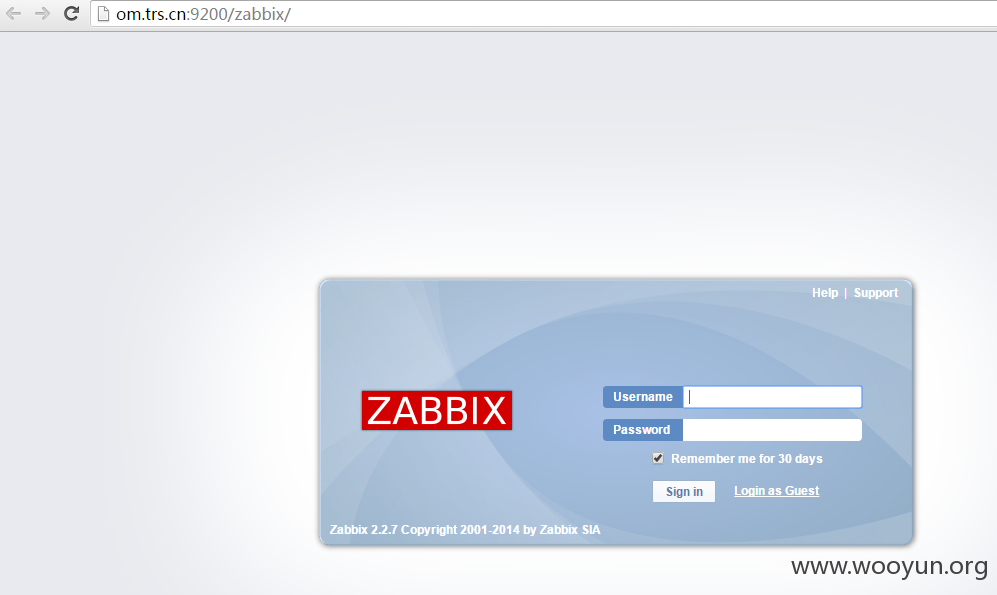 om.trs.cn:9200/zabbix/
Help | Support
ZABBIX
Username
Password
Remember me for 30 days
Sign in Login as Guest
Zabbix 2.2.7 Copyright 2001-2014 by Zabbix SIA
www.wooyun.org